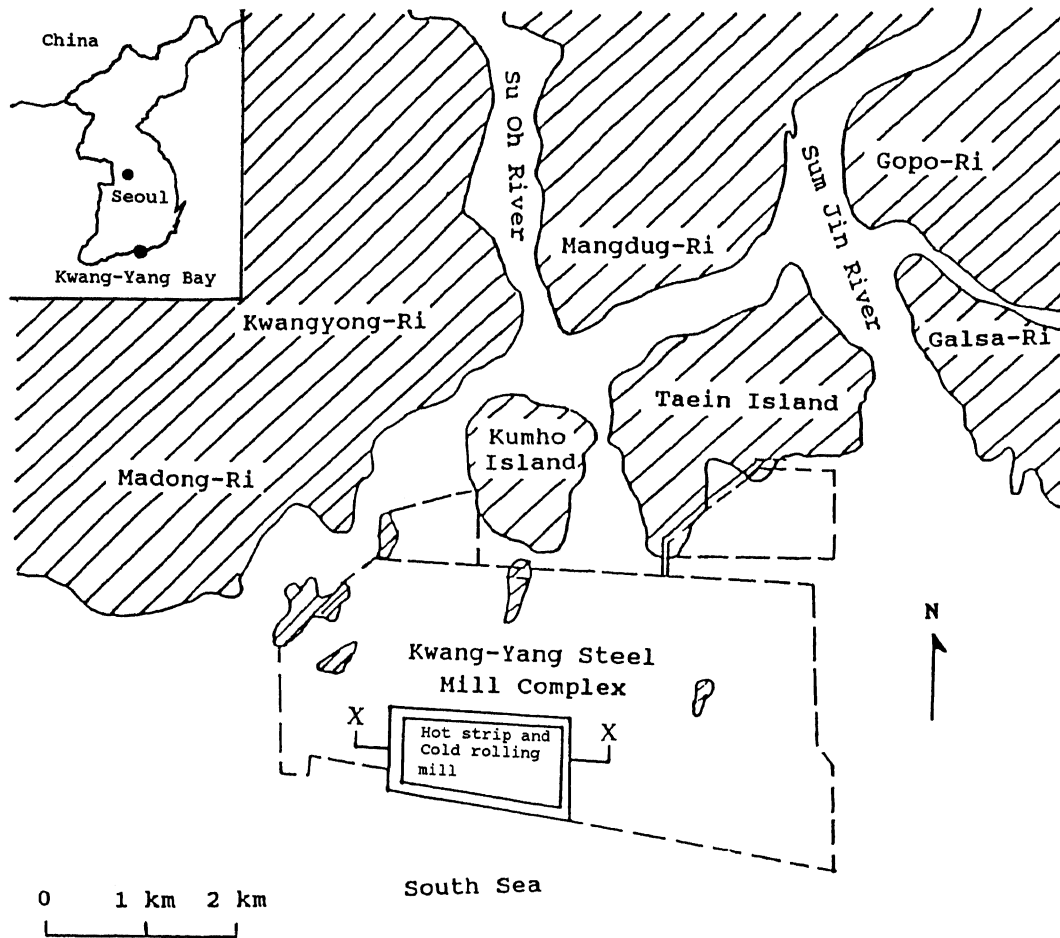 China
Seoul
Kwang-Yang Bay
Su Oh River
Sum Jin River
Gopo-Ri
Mangdug-Ri
Kwangyong-Ri
Galsa-Ri
Taein Island
Kumho
Island
Madong-Ri
N
Kwang-Yang Steel
Mill Complex
X
X
Hot strip and
Cold rolling
mill
South Sea
0 1 km 2 km